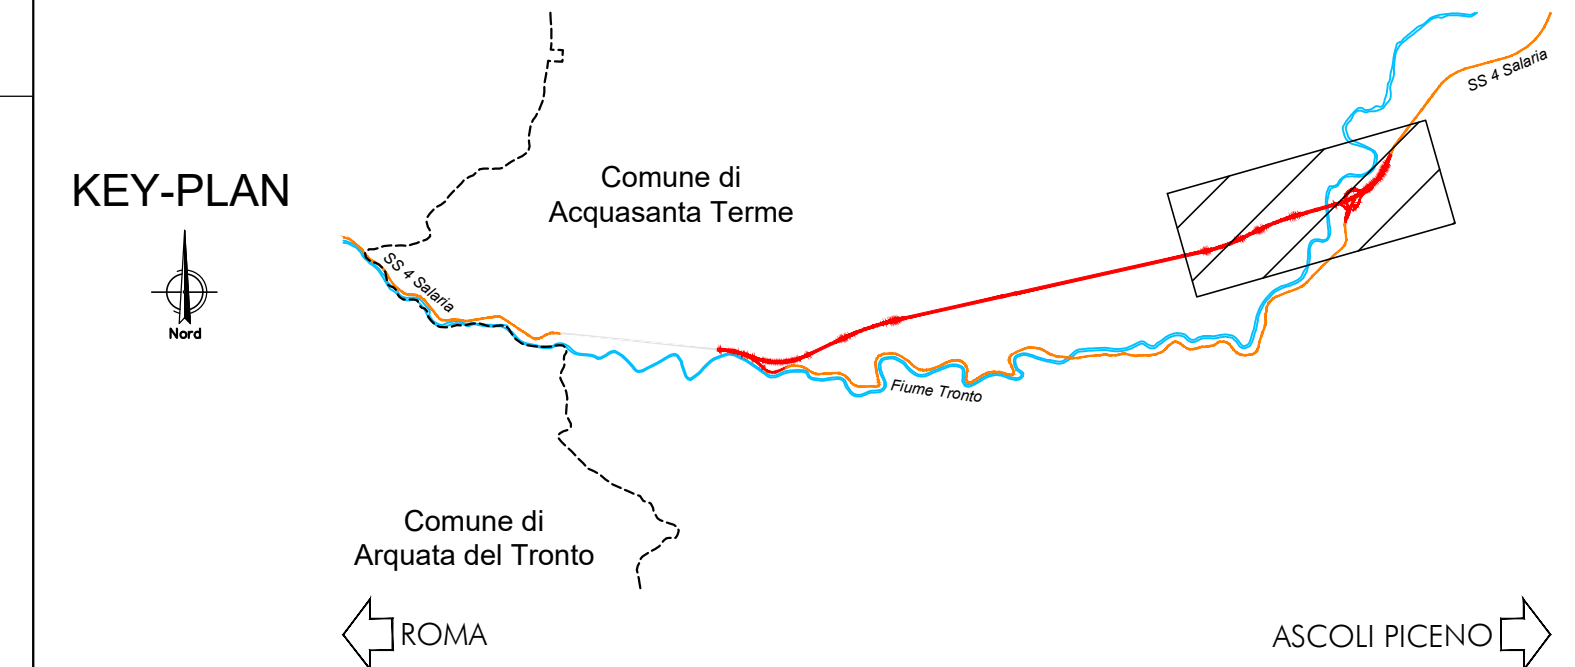 SS 4 Salaria
KEY-PLAN
Comune di
Acquasanta Terme
SS 4 Salaria
Nord
Fiume Tronto
Comune di
Arquata del Tronto
ROMA
ASCOLI PICENO